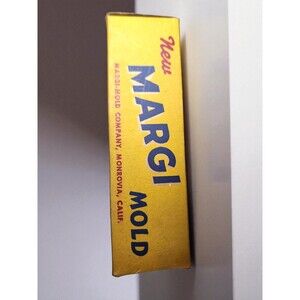 New
MARGI
MOLD
MARGI-MOLD COMPANY, MONROVIA, CALIF.